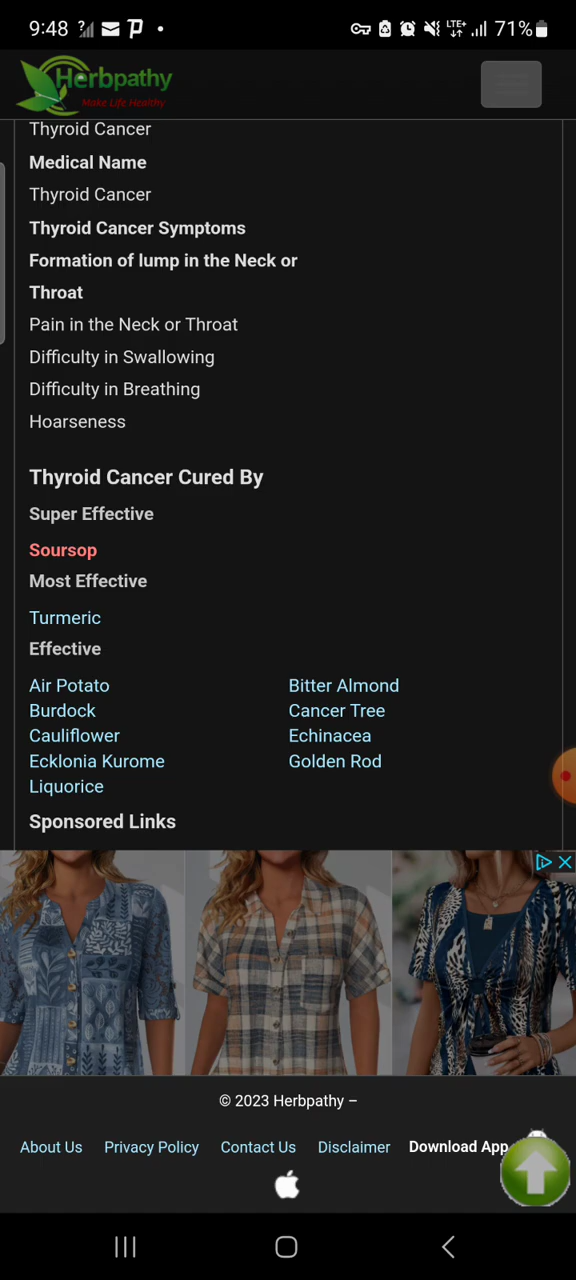 9:48
LTE+
71%
Herbpathy
Make Life Healthy
Thyroid Cancer
Medical Name
Thyroid Cancer
Thyroid Cancer Symptoms
Formation of lump in the Neck or
Throat
Pain in the Neck or Throat
Difficulty in Swallowing
Difficulty in Breathing
Hoarseness
Thyroid Cancer Cured By
Super Effective
Soursop
Most Effective
Turmeric
Effective
Air Potato
Bitter Almond
Burdock
Cancer Tree
Cauliflower
Echinacea
Ecklonia Kurome
Golden Rod
Liquorice
Sponsored Links
© 2023 Herbpathy –
About Us Privacy Policy Contact Us Disclaimer Download App